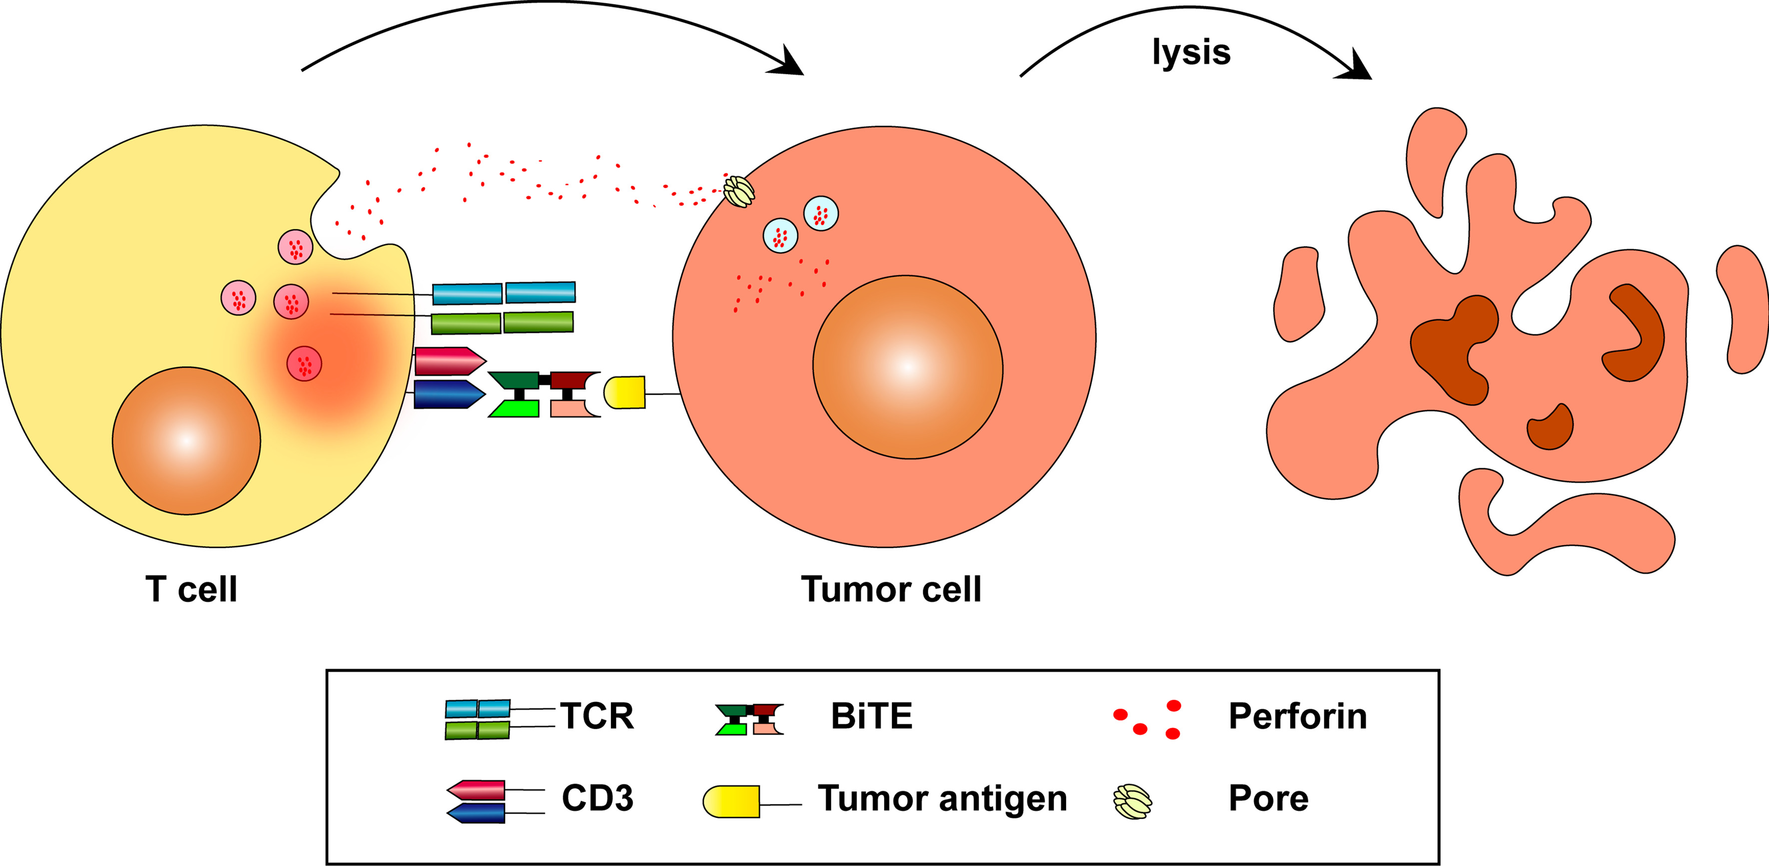 lysis
T cell
Tumor cell
TCR
BiTE
Perforin
CD3
Tumor antigen
Pore